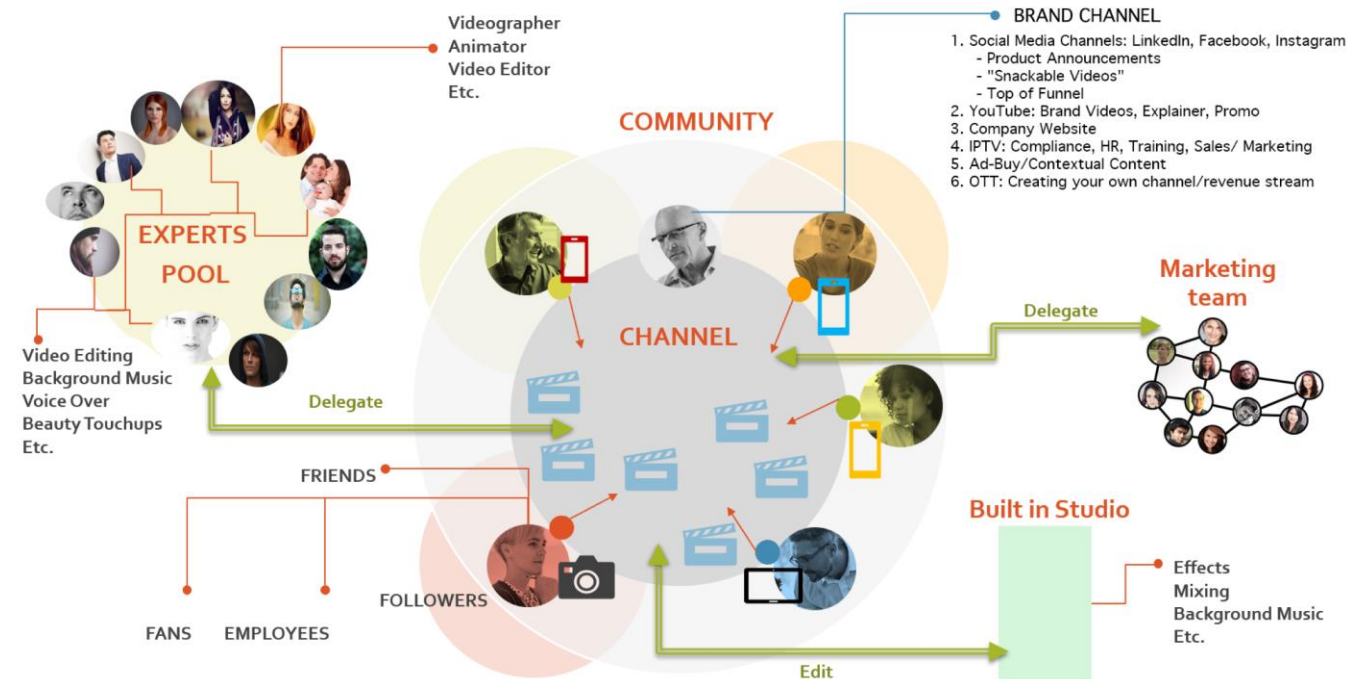 Videographer
Animator
Video Editor
Etc.
BRAND CHANNEL
1. Social Media Channels: LinkedIn, Facebook, Instagram
- Product Announcements
- "Snackable Videos"
- Top of Funnel
2. YouTube: Brand Videos, Explainer, Promo
3. Company Website
4. IPTV: Compliance, HR, Training, Sales/ Marketing
5. Ad-Buy/Contextual Content
6. OTT: Creating your own channel/revenue stream
COMMUNITY
EXPERTS
POOL
CHANNEL
Marketing
team
Delegate
Video Editing
Background Music
Voice Over
Beauty Touchups
Etc.
Delegate
FRIENDS
FOLLOWERS
FANS
EMPLOYEES
Built in Studio
Effects
Mixing
Background Music
Etc.
Edit